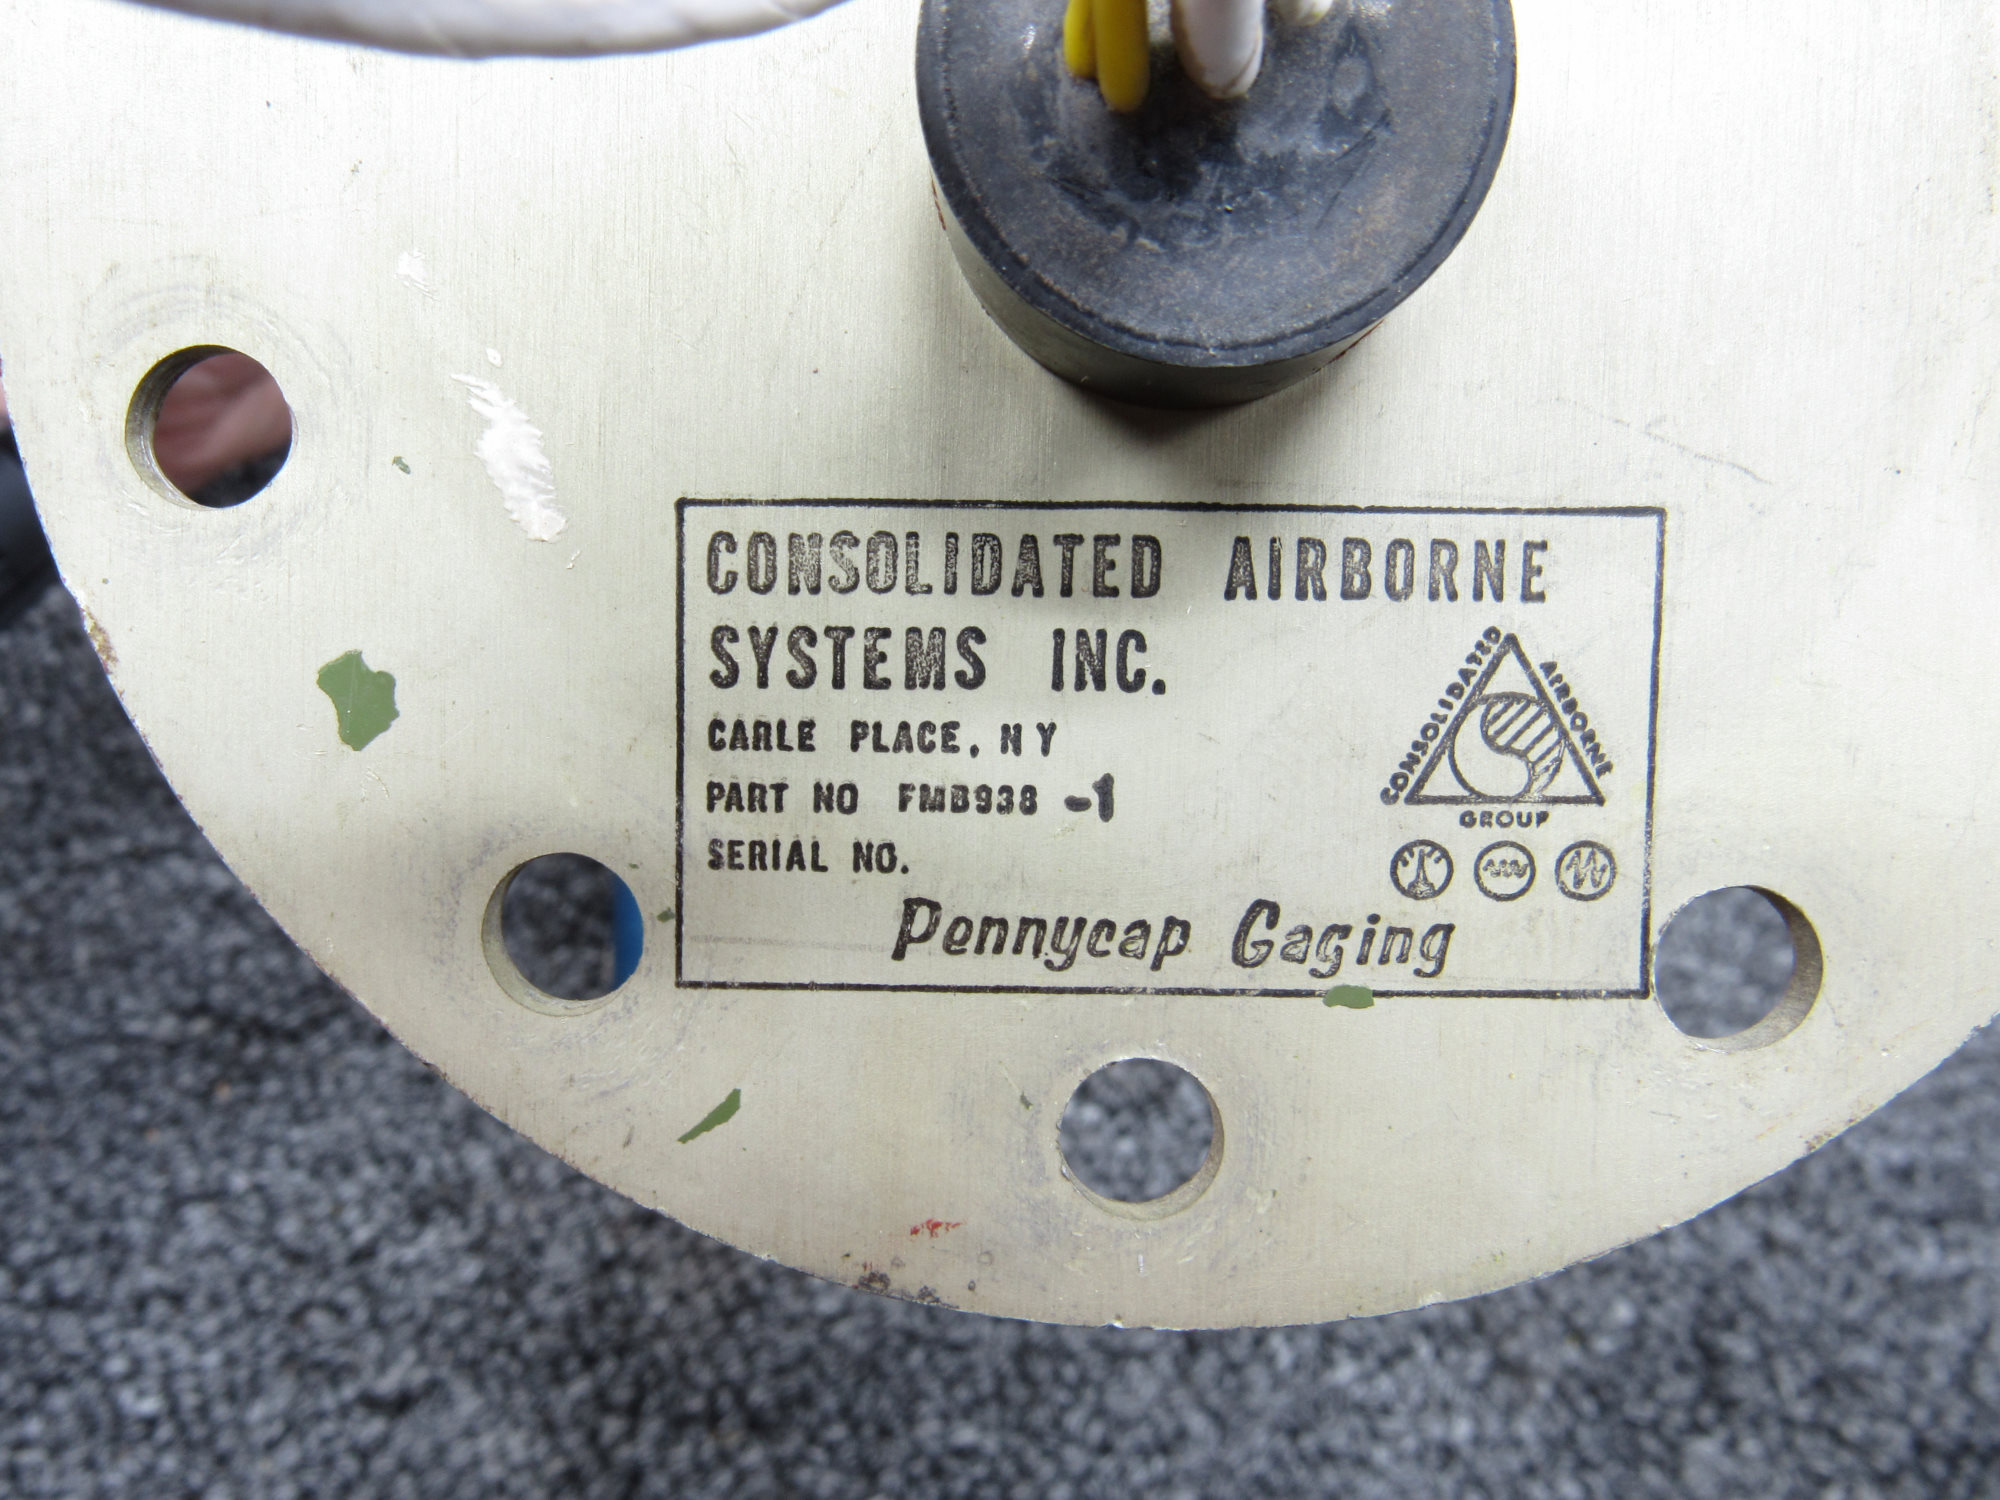 CONSOLIDATED AIRBORNE
SYSTEMS INC.
CARLE PLACE, NY
PART NO FMB938 -1
SERIAL NO.
Pennycap Gaging
CONSOLIDATED
AIRBORNE
GROUP